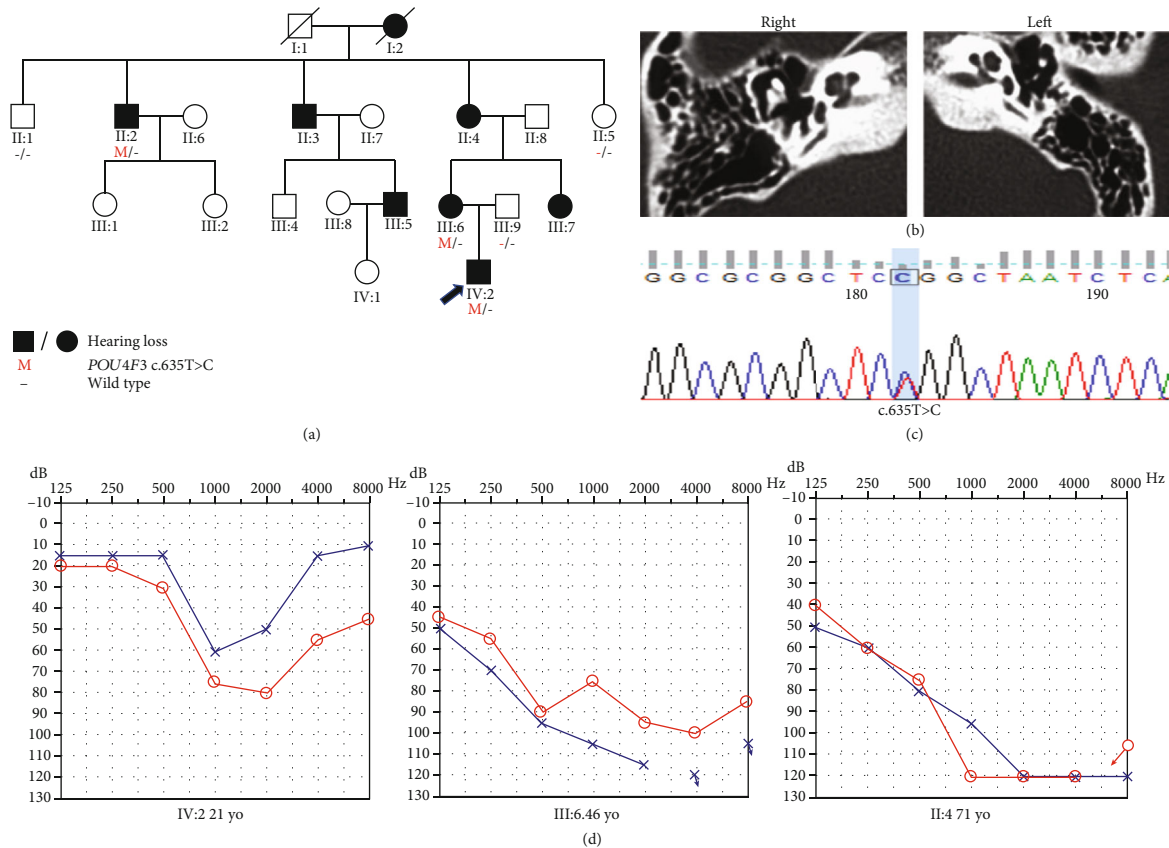 I:1 I:2
II:1 II:2 II:6 II:3 II:7 II:4 II:8 II:5
-/- M/- -/-
III:1 III:2 III:4 III:8 III:5 III:6 III:9 III:7
M/- -/-
IV:1 IV:2
M/-
/ Hearing loss
M POU4F3 c.635T>C
– Wild type
(a)
Right Left
(b)
G G C G C G G C T C C G G C T A A T C T C A
180 190
c.635T>C
(c)
dB Hz
125 250 500 1000 2000 4000 8000
−10
0
10
20
30
40
50
60
70
80
90
100
110
120
130
IV:2 21 yo
dB Hz
125 250 500 1000 2000 4000 8000
−10
0
10
20
30
40
50
60
70
80
90
100
110
120
130
III:6.46 yo
dB Hz
125 250 500 1000 2000 4000 8000
−10
0
10
20
30
40
50
60
70
80
90
100
110
120
130
II:4 71 yo
(d)